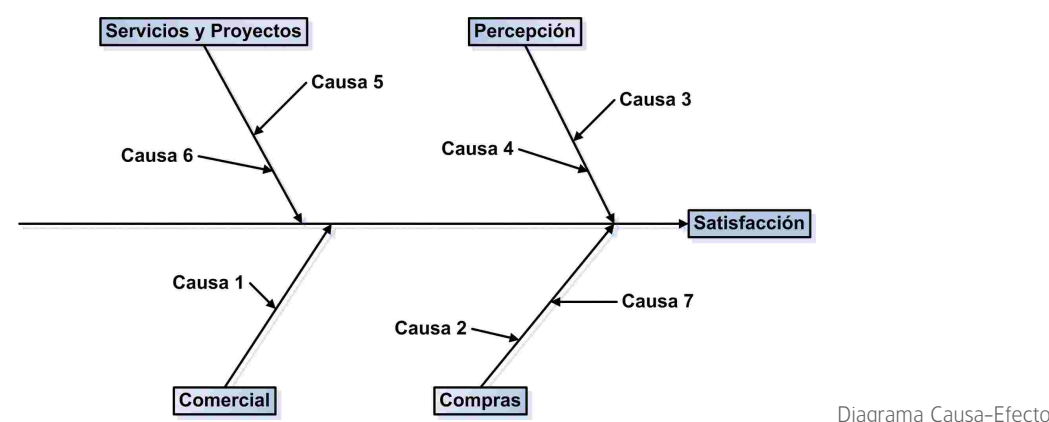 Servicios y Proyectos
Percepción
Causa 5
Causa 3
Causa 6
Causa 4
Satisfacción
Causa 1
Causa 7
Causa 2
Comercial
Compras
Diagrama Causa-Efecto